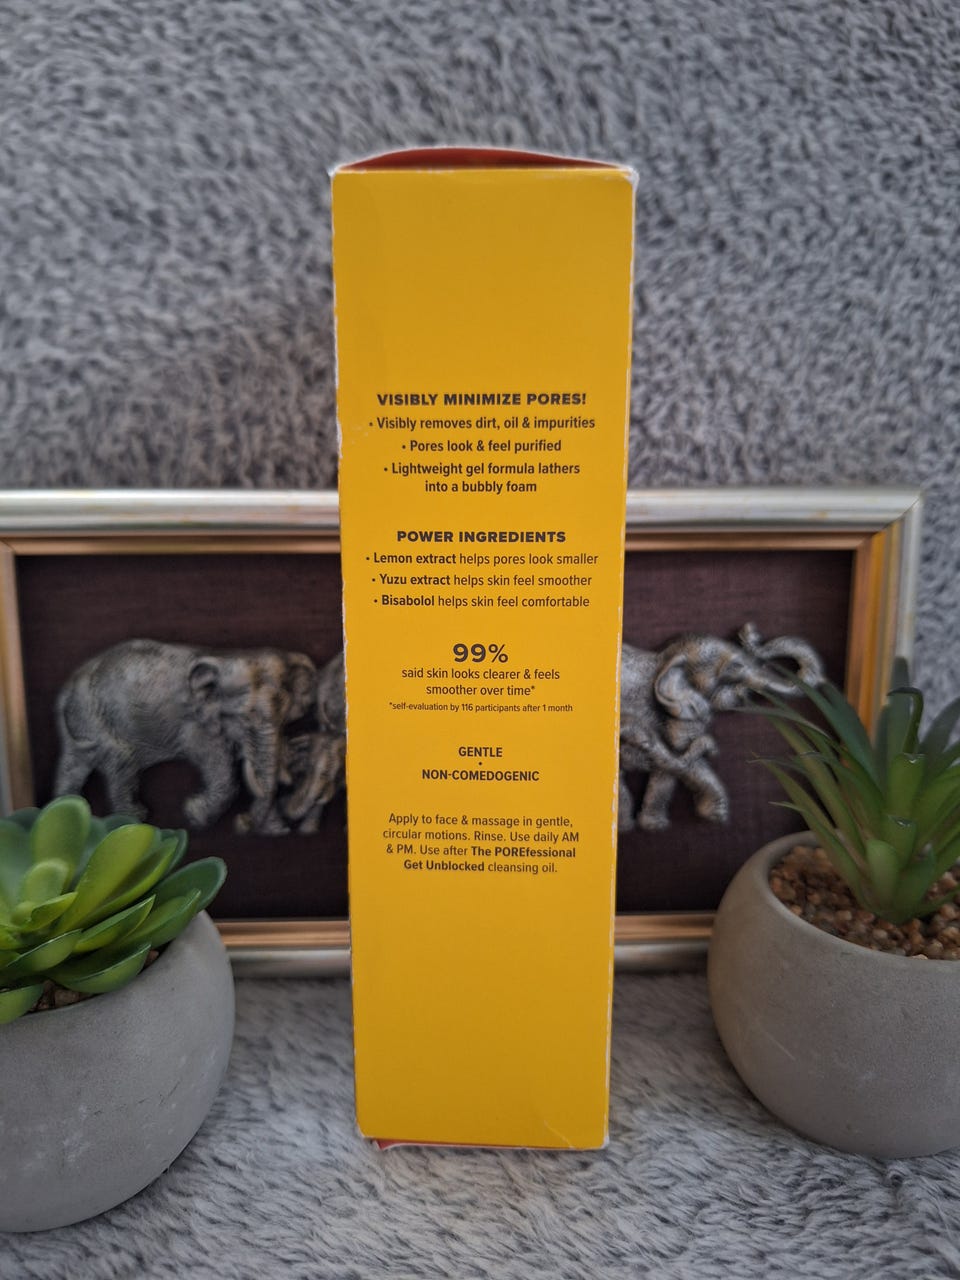 VISIBLY MINIMIZE PORES!
• Visibly removes dirt, oil & impurities
• Pores look & feel purified
• Lightweight gel formula lathers
into a bubbly foam
POWER INGREDIENTS
• Lemon extract helps pores look smaller
• Yuzu extract helps skin feel smoother
• Bisabolol helps skin feel comfortable
99%
said skin looks clearer & feels
smoother over time*
*self-evaluation by 116 participants after 1 month
GENTLE
•
NON-COMEDOGENIC
Apply to face & massage in gentle,
circular motions. Rinse. Use daily AM
& PM. Use after The POREfessional
Get Unblocked cleansing oil.